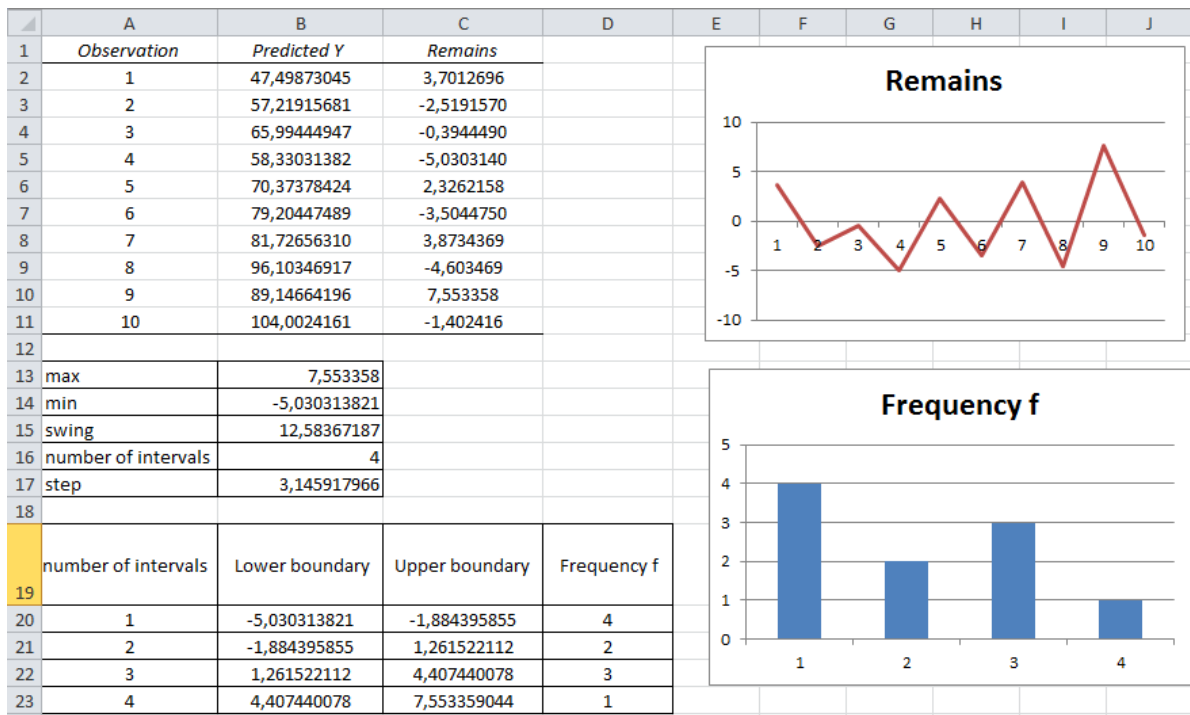 A B C D E F G H I J
1 Observation Predicted Y Remains
2 1 47,49873045 3,7012696
3 2 57,21915681 -2,5191570
4 3 65,99444947 -0,3944490
5 4 58,33031382 -5,0303140
6 5 70,37378424 2,3262158
7 6 79,20447489 -3,5044750
8 7 81,72656310 3,8734369
9 8 96,10346917 -4,603469
10 9 89,14664196 7,553358
11 10 104,0024161 -1,402416
12
13 max 7,553358
14 min -5,030313821
15 swing 12,58367187
16 number of intervals 4
17 step 3,145917966
18
19 number of intervals Lower boundary Upper boundary Frequency f
20 1 -5,030313821 -1,884395855 4
21 2 -1,884395855 1,261522112 2
22 3 1,261522112 4,407440078 3
23 4 4,407440078 7,553359044 1
Remains
10
5
0
1 2 3 4 5 6 7 8 9 10
-5
-10
Frequency f
5
4
3
2
1
0
1 2 3 4